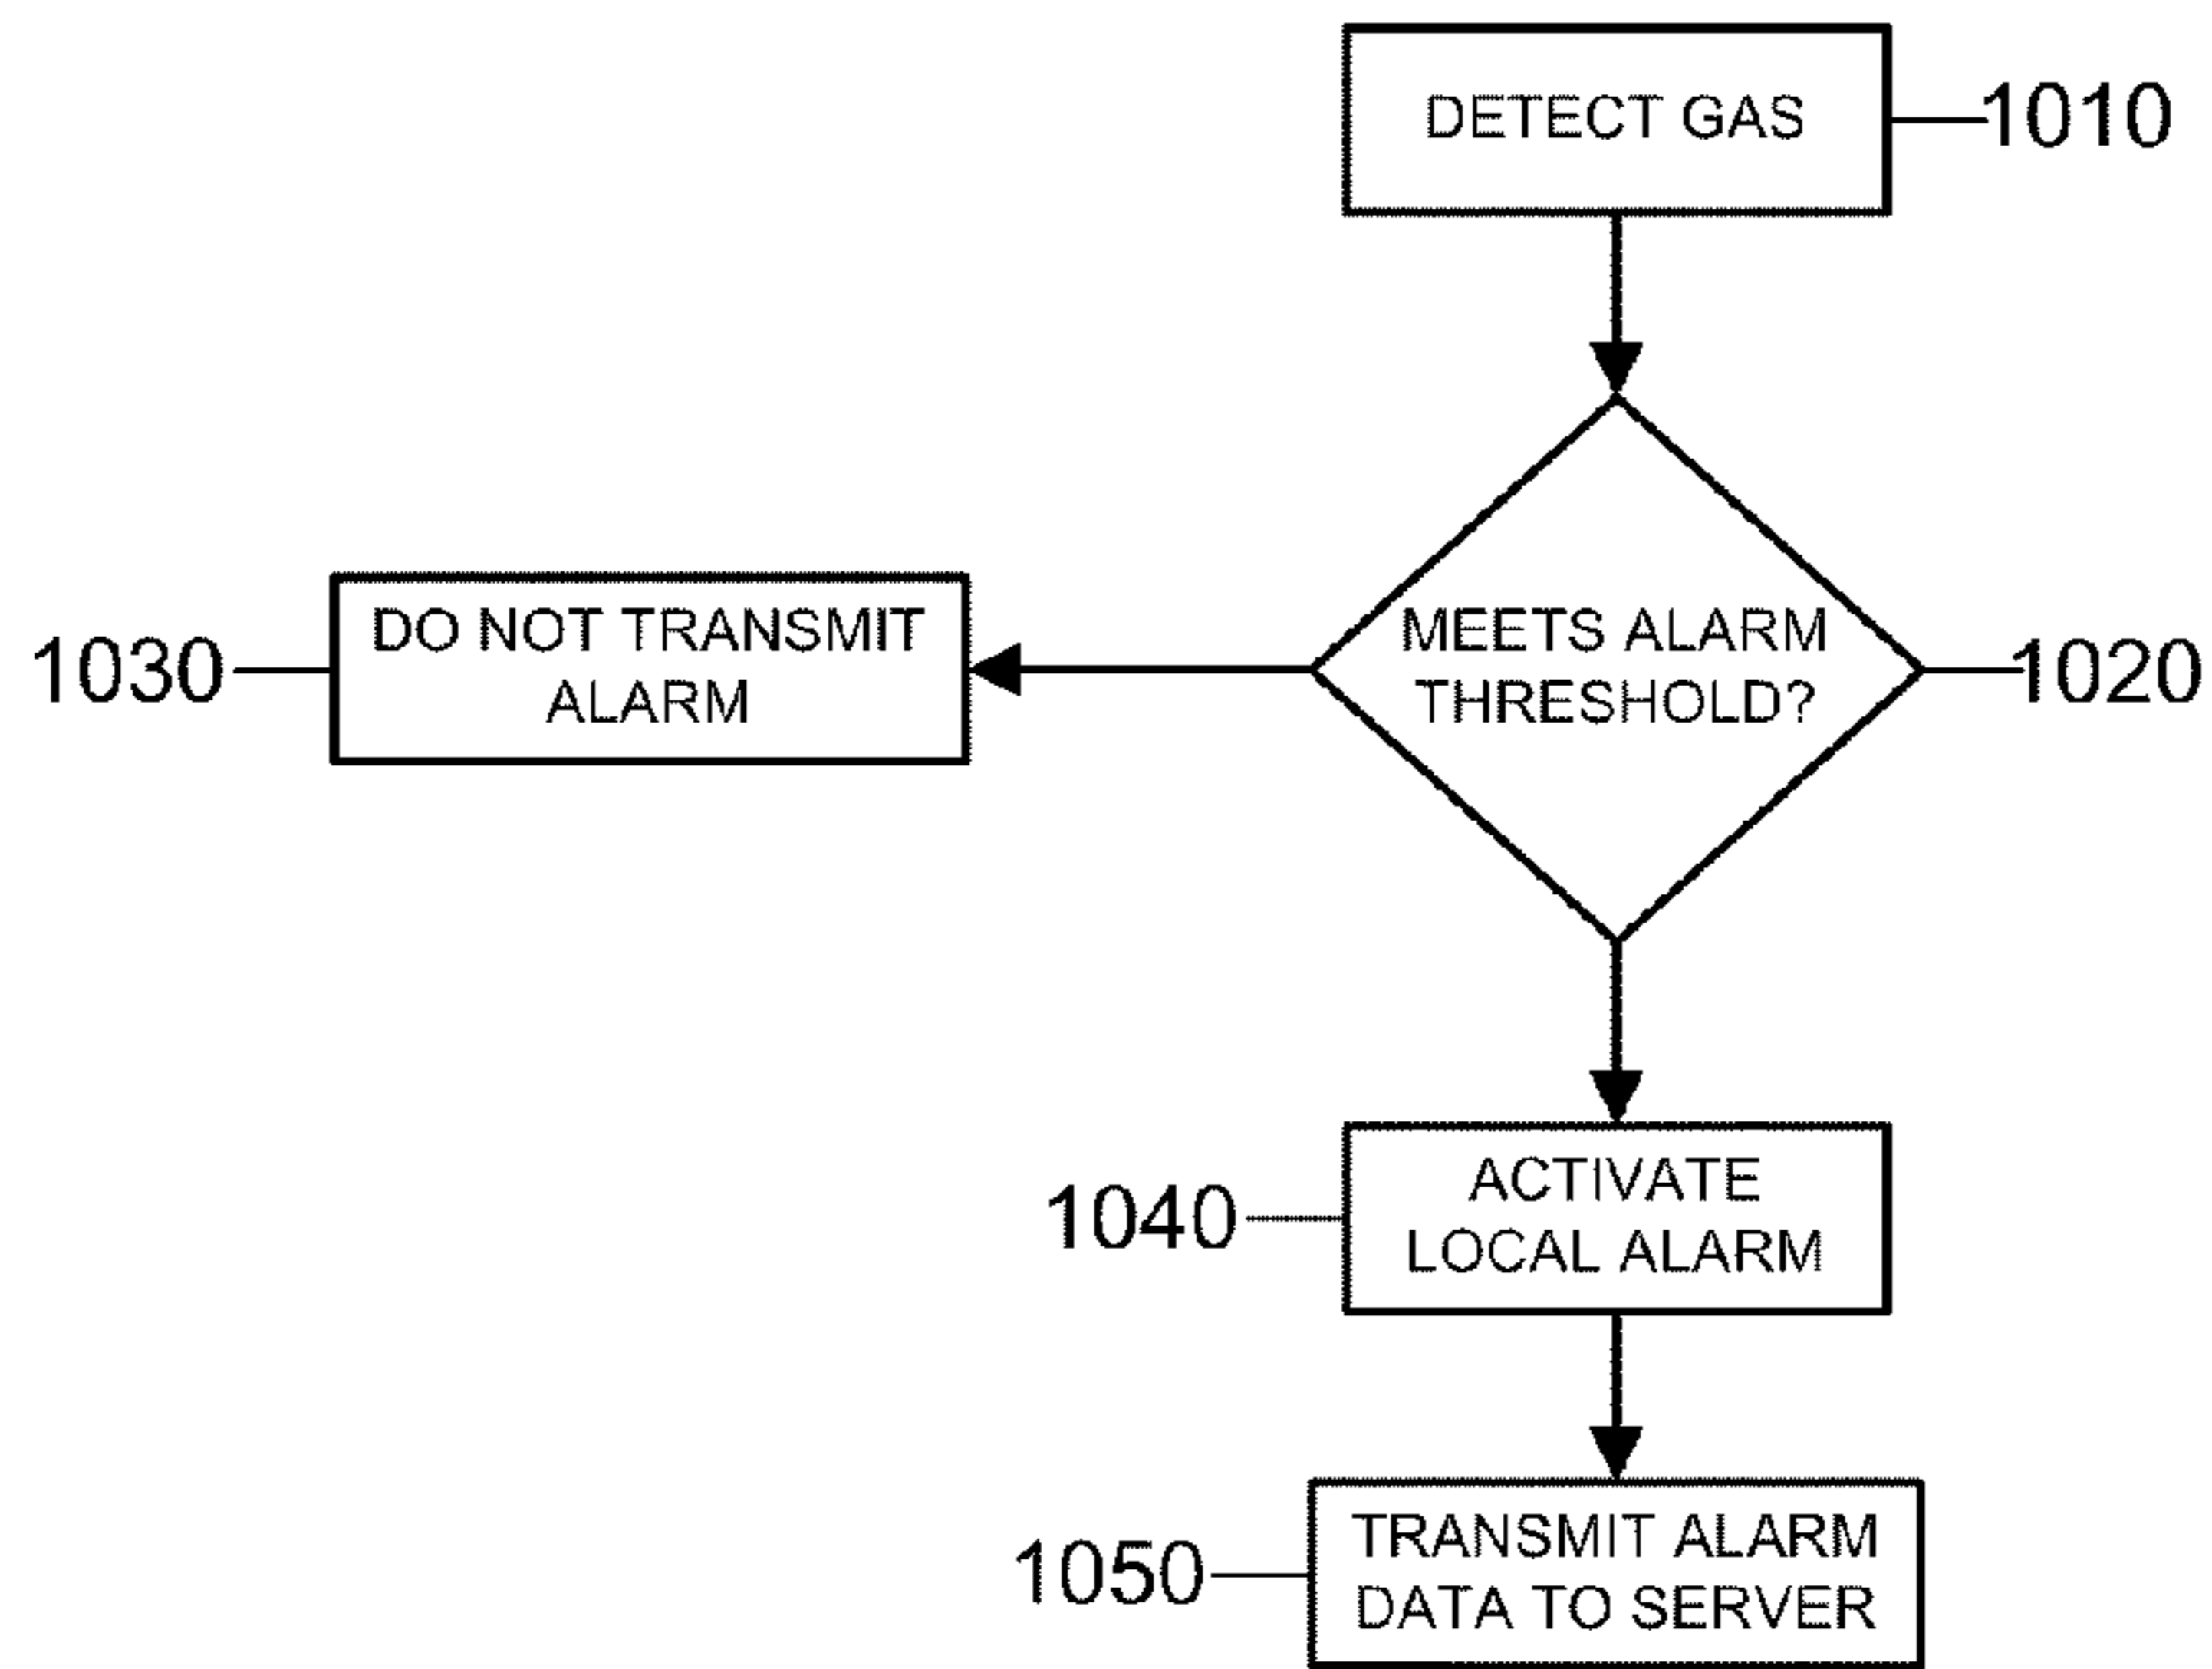 DETECT GAS
1010
DO NOT TRANSMIT
ALARM
1030
MEETS ALARM
THRESHOLD?
1020
ACTIVATE
LOCAL ALARM
1040
TRANSMIT ALARM
DATA TO SERVER
1050